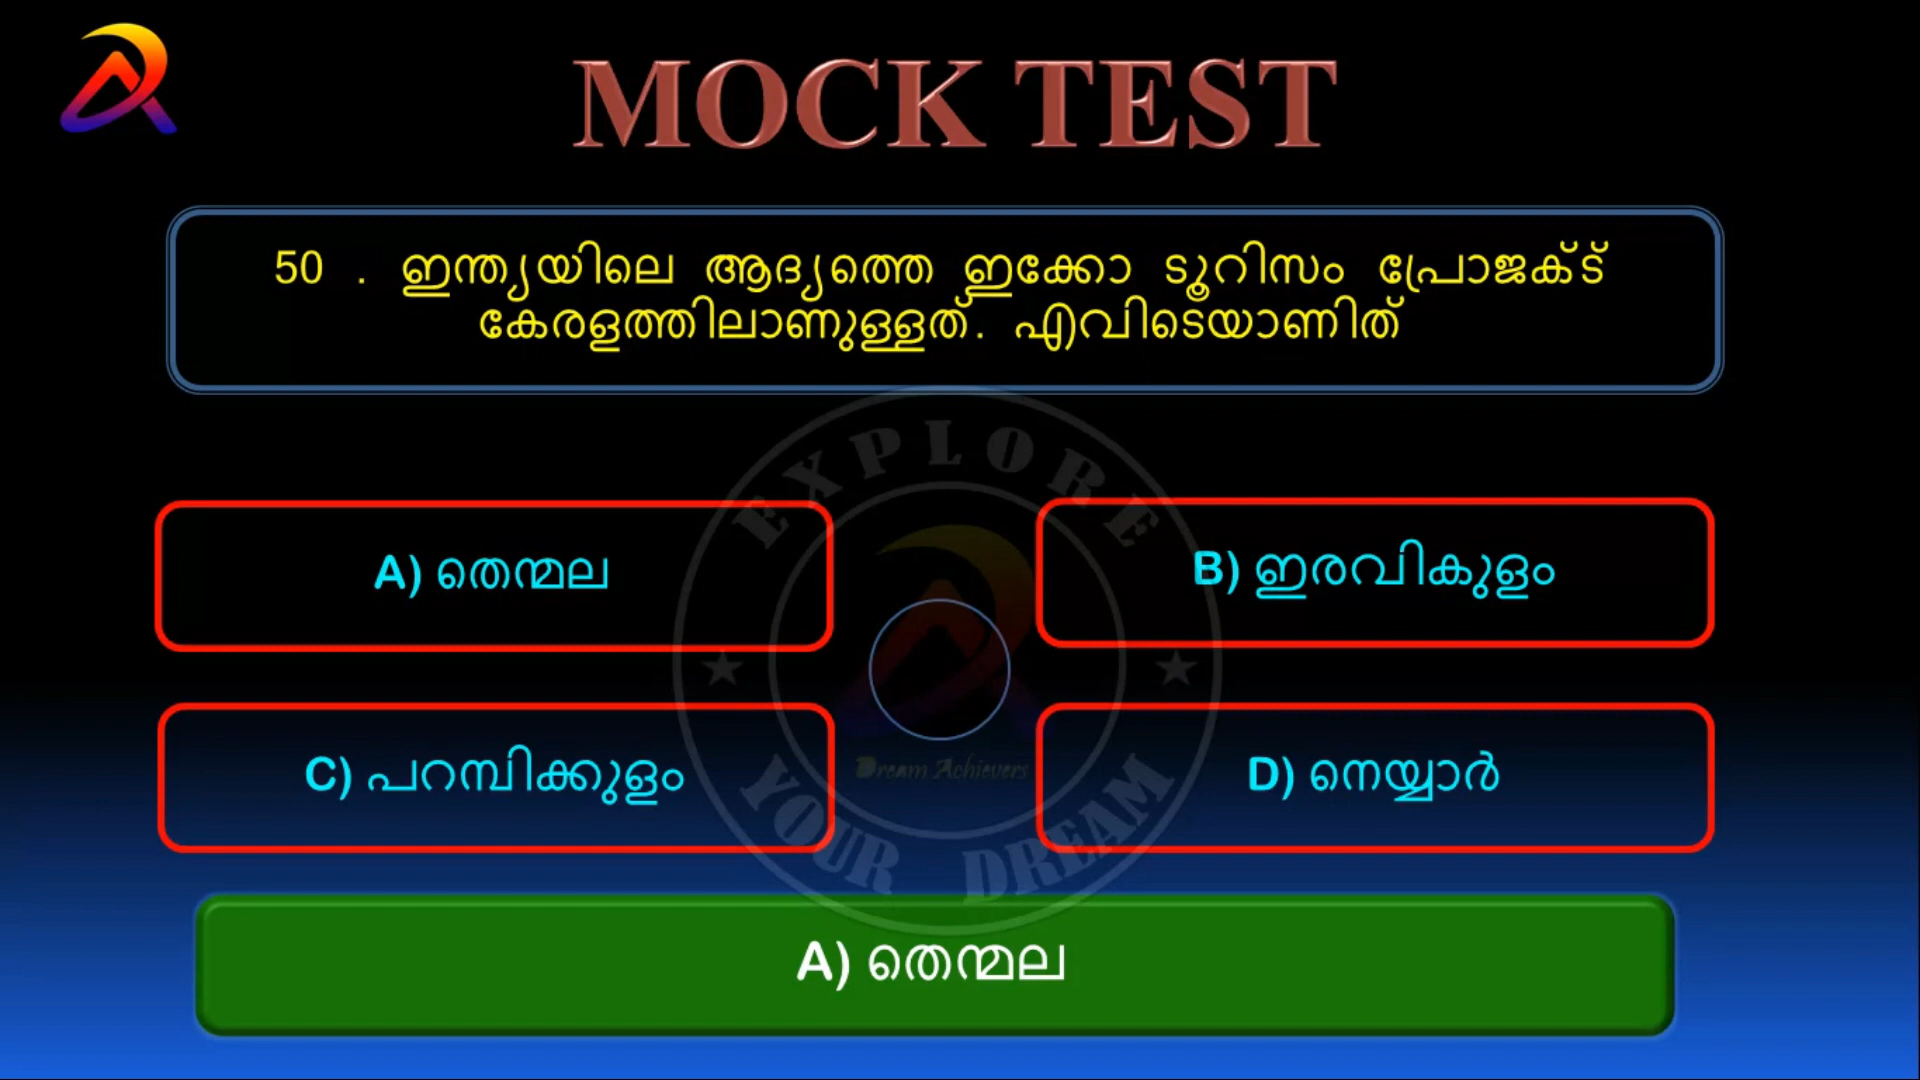 MOCK TEST
50 . ഇന്ത്യയിലെ ആദ്യത്തെ ഇക്കോ ടൂറിസം പ്രോജക്ട്
കേരളത്തിലാണുള്ളത്. എവിടെയാണിത്
A) തെന്മല
B) ഇരവികുളം
C) പറമ്പിക്കുളം
D) നെയ്യാർ
EXPLORE
Dream Achievers
YOUR DREAM
A) തെന്മല